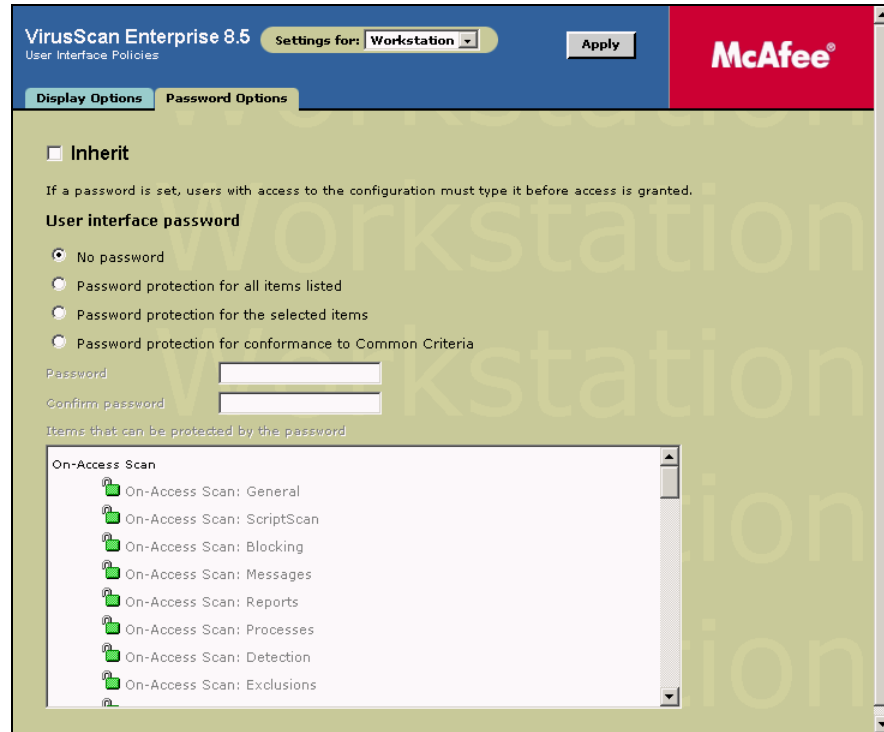 VirusScan Enterprise 8.5
User Interface Policies
Settings for: Workstation
Apply
McAfee®
Display Options
Password Options
Inherit
If a password is set, users with access to the configuration must type it before access is granted.
User interface password
No password
Password protection for all items listed
Password protection for the selected items
Password protection for conformance to Common Criteria
Password
Confirm password
Items that can be protected by the password
On-Access Scan
On-Access Scan: General
On-Access Scan: ScriptScan
On-Access Scan: Blocking
On-Access Scan: Messages
On-Access Scan: Reports
On-Access Scan: Processes
On-Access Scan: Detection
On-Access Scan: Exclusions
Workstation
Workstation